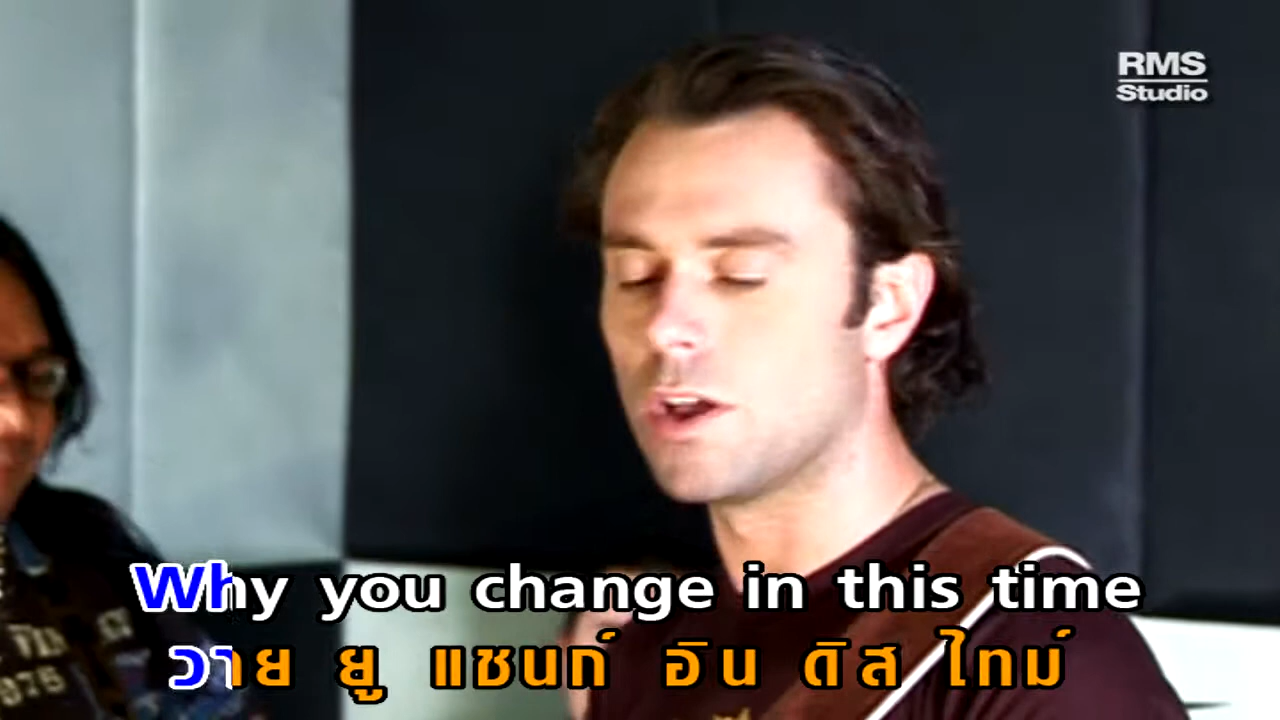 RMS
Studio
Why you change in this time
วาย ยู แชนก์ อิน ดิส ไทม์